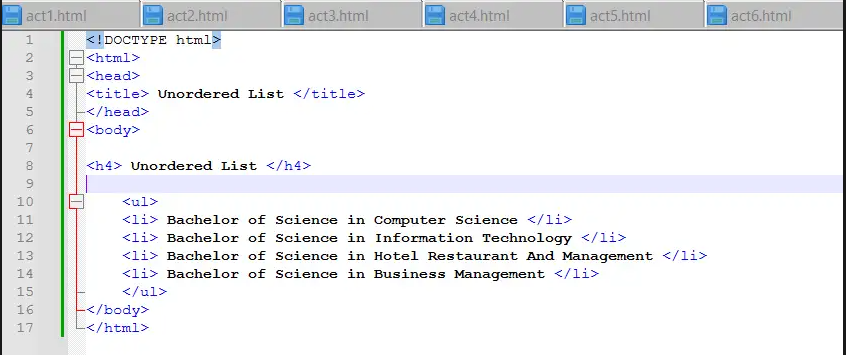 act1.html act2.html act3.html act4.html act5.html act6.html
1 <!DOCTYPE html>
2 <html>
3 <head>
4 <title> Unordered List </title>
5 </head>
6 <body>
7
8 <h4> Unordered List </h4>
9
10 <ul>
11 <li> Bachelor of Science in Computer Science </li>
12 <li> Bachelor of Science in Information Technology </li>
13 <li> Bachelor of Science in Hotel Restaurant And Management </li>
14 <li> Bachelor of Science in Business Management </li>
15 </ul>
16 </body>
17 </html>